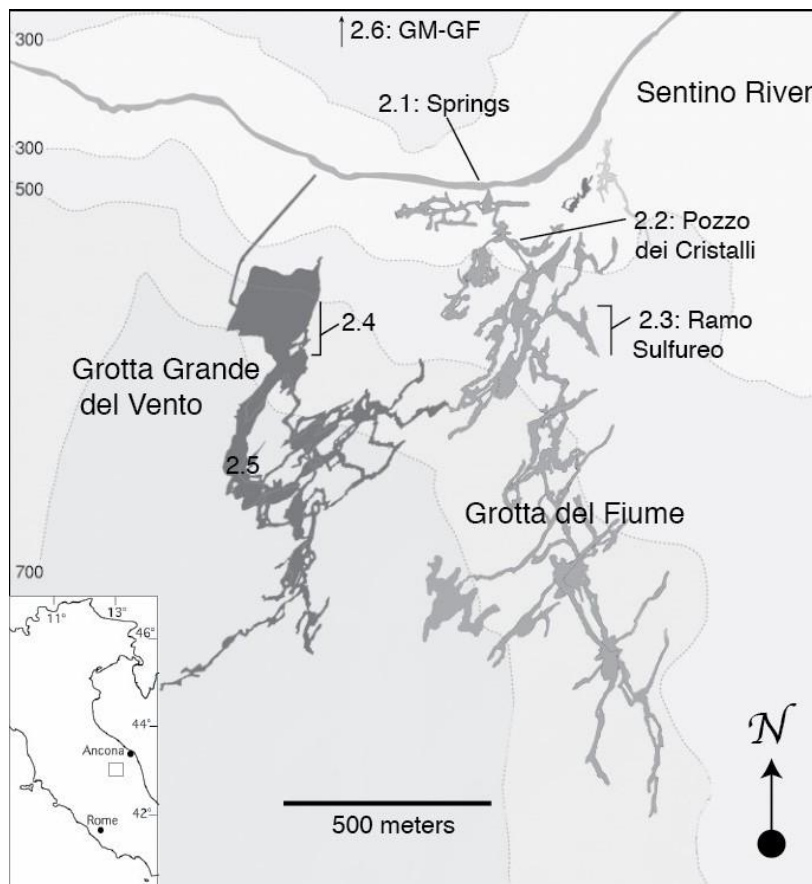 300
2.6: GM-GF
2.1: Springs
Sentino River
300
500
2.2: Pozzo
dei Cristalli
2.4
2.3: Ramo
Sulfureo
Grotta Grande
del Vento
2.5
Grotta del Fiume
700
11°
13°
46°
44°
Ancona
42°
Rome
N
500 meters